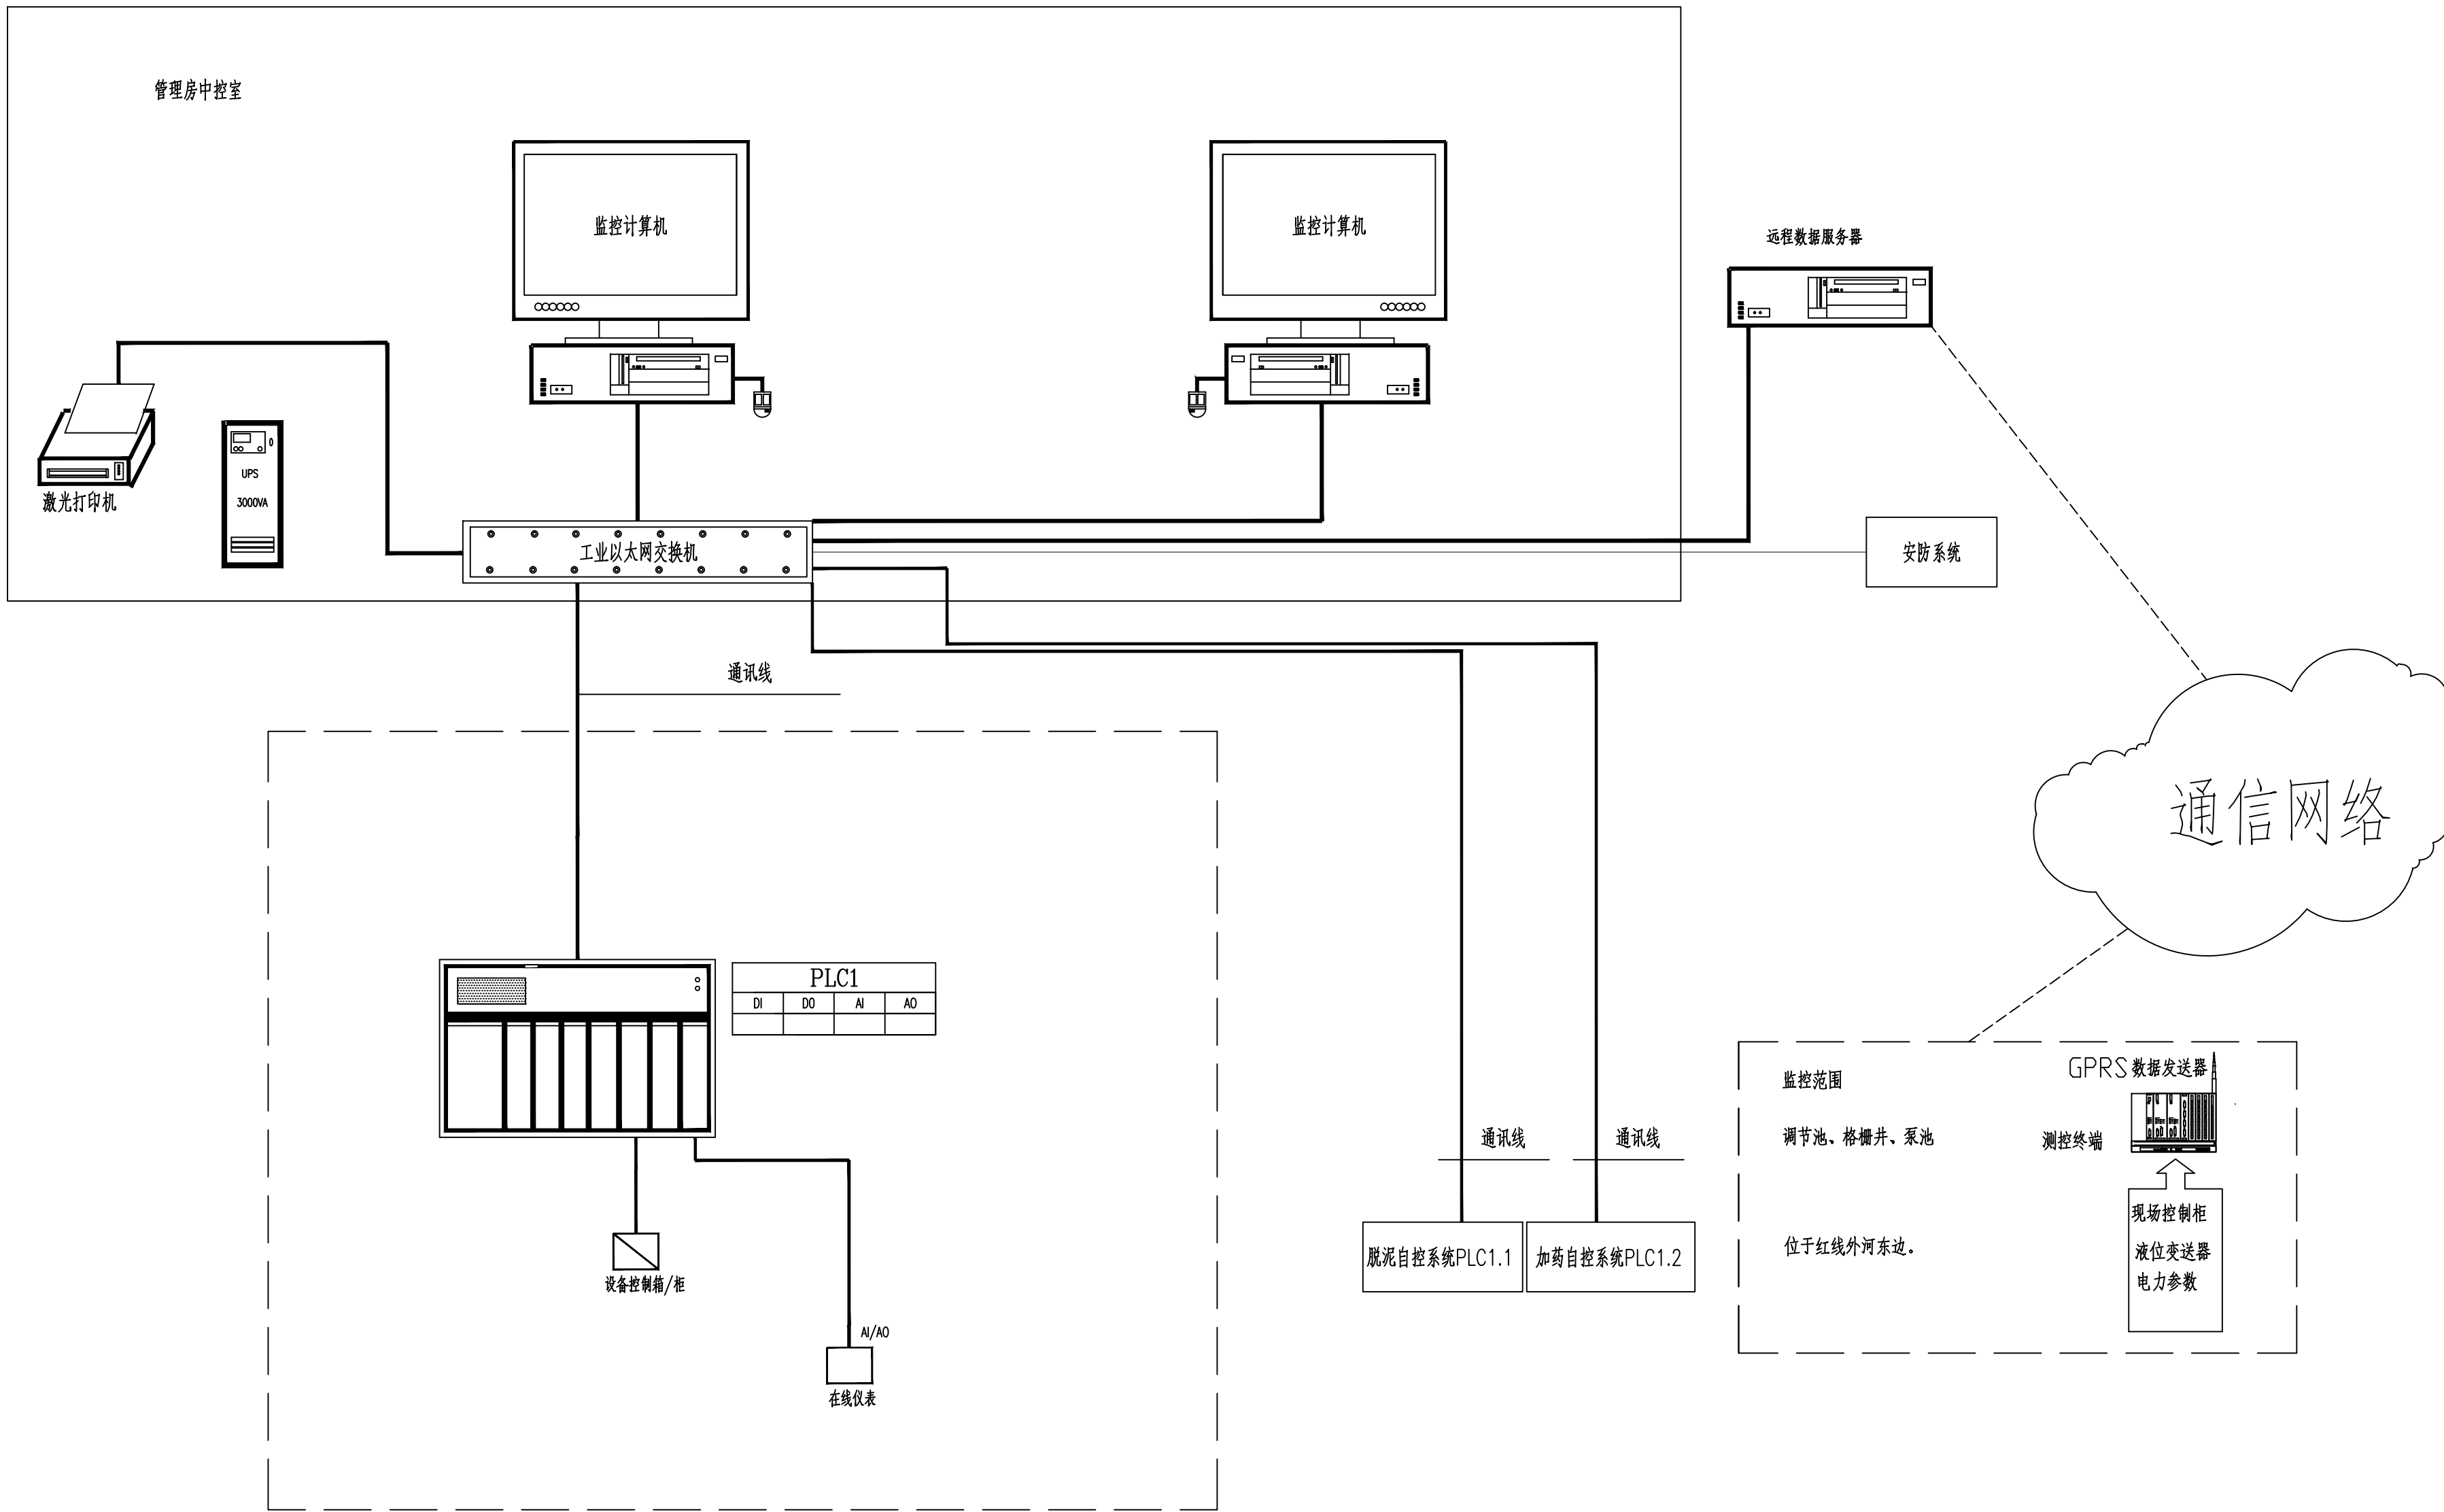 管理房中控室
监控计算机
监控计算机
远程数据服务器
激光打印机
UPS
3000VA
工业以太网交换机
安防系统
通讯线
通信网络
PLC1
DI DO AI AO
监控范围
GPRS 数据发送器
调节池、格栅井、泵池
测控终端
通讯线
通讯线
现场控制柜
液位变送器
电力参数
位于红线外河东边。
脱泥自控系统PLC1.1
加药自控系统PLC1.2
设备控制箱/柜
AI/AO
在线仪表